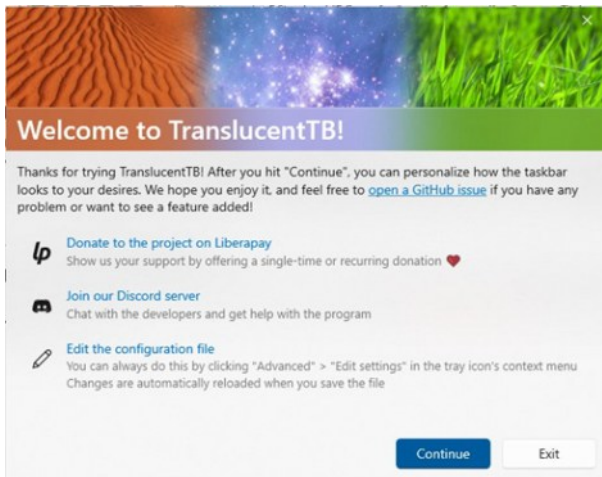 Welcome to TranslucentTB!
Thanks for trying TranslucentTB! After you hit "Continue", you can personalize how the taskbar
looks to your desires. We hope you enjoy it, and feel free to open a GitHub issue if you have any
problem or want to see a feature added!
Donate to the project on Liberapay
Show us your support by offering a single-time or recurring donation ❤
Join our Discord server
Chat with the developers and get help with the program
Edit the configuration file
You can always do this by clicking "Advanced" > "Edit settings" in the tray icon's context menu
Changes are automatically reloaded when you save the file
Continue
Exit